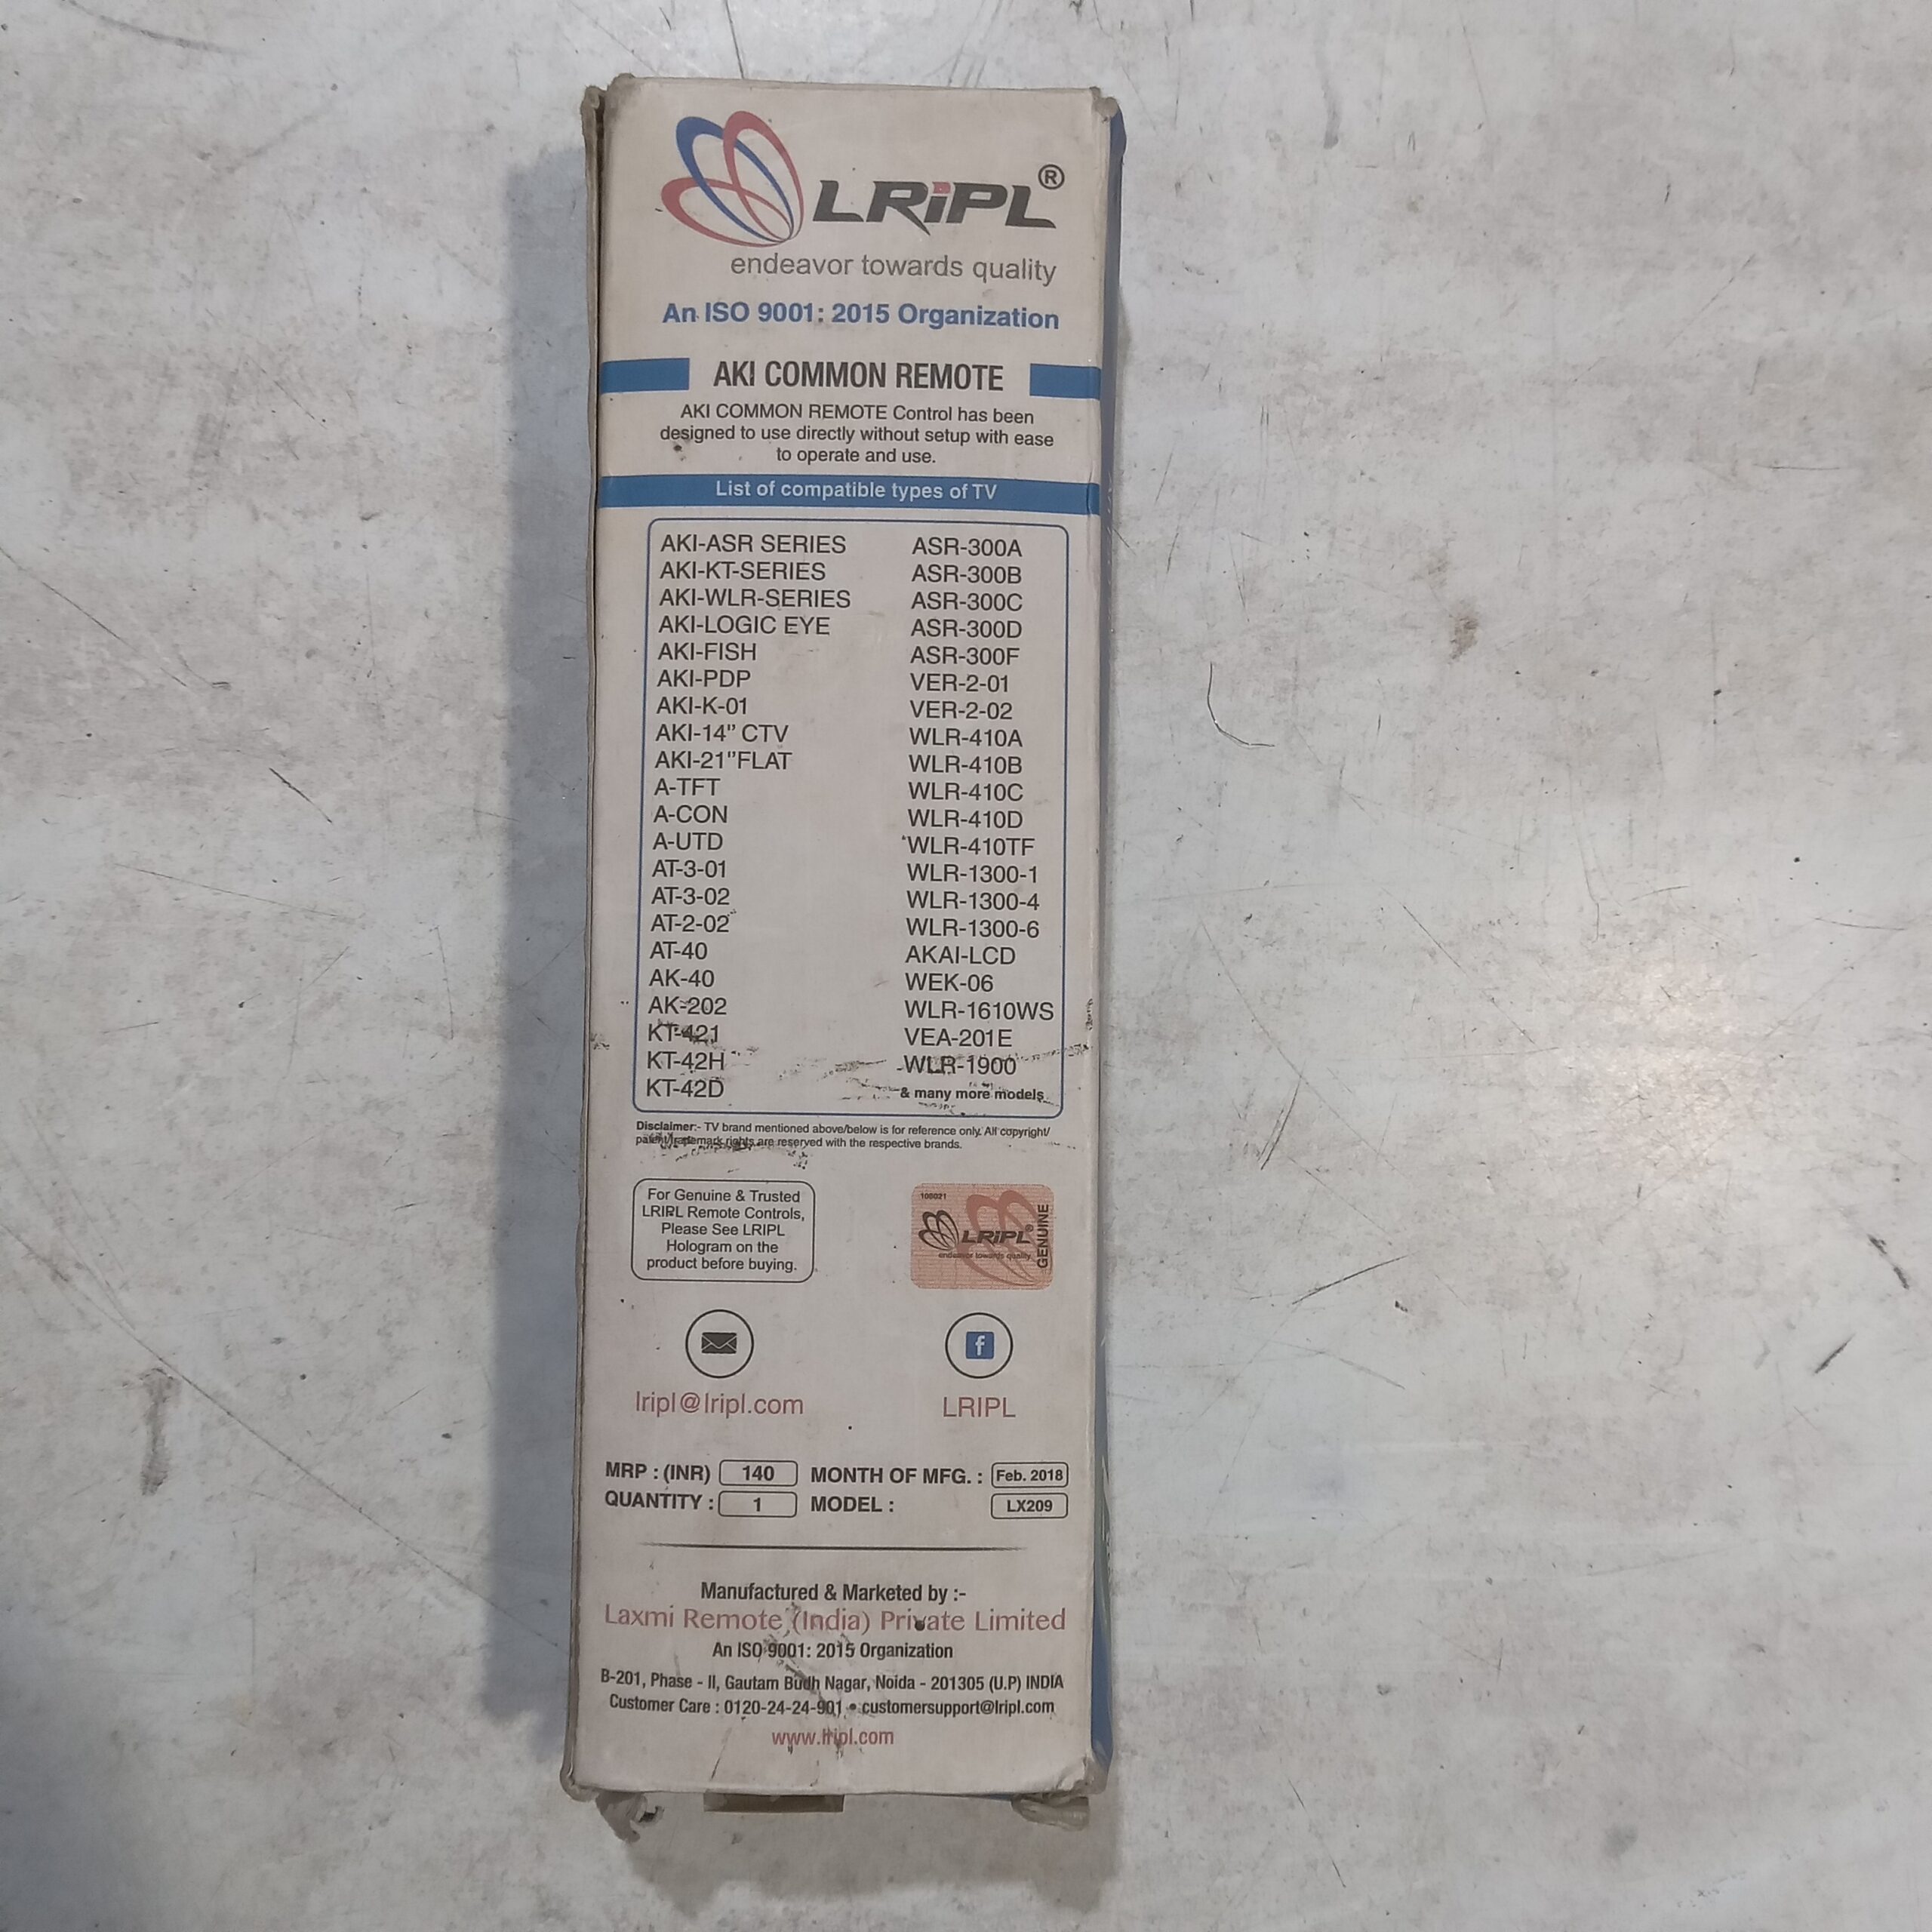 LRiPL®
endeavor towards quality
An ISO 9001: 2015 Organization
AKI COMMON REMOTE
AKI COMMON REMOTE Control has been
designed to use directly without setup with ease
to operate and use.
List of compatible types of TV
AKI-ASR SERIES
AKI-KT-SERIES
AKI-WLR-SERIES
AKI-LOGIC EYE
AKI-FISH
AKI-PDP
AKI-K-01
AKI-14" CTV
AKI-21"FLAT
A-TFT
A-CON
A-UTD
AT-3-01
AT-3-02
AT-2-02
AT-40
AK-40
AK-202
KT-421
KT-42H
KT-42D
ASR-300A
ASR-300B
ASR-300C
ASR-300D
ASR-300F
VER-2-01
VER-2-02
WLR-410A
WLR-410B
WLR-410C
WLR-410D
WLR-410TF
WLR-1300-1
WLR-1300-4
WLR-1300-6
AKAI-LCD
WEK-06
WLR-1610WS
VEA-201E
WLR-1900
& many more models
Disclaimer:- TV brand mentioned above/below is for reference only. All copyright/
patent/trademark rights are reserved with the respective brands.
For Genuine & Trusted
LRIPL Remote Controls,
Please See LRIPL
Hologram on the
product before buying.
100021
LRiPL®
endeavor towards quality
GENUINE
lripl@lripl.com
f
LRIPL
MRP : (INR) 140 MONTH OF MFG. : Feb. 2018
QUANTITY : 1 MODEL : LX209
Manufactured & Marketed by :-
Laxmi Remote (India) Private Limited
An ISO 9001: 2015 Organization
B-201, Phase - II, Gautam Budh Nagar, Noida - 201305 (U.P) INDIA
Customer Care : 0120-24-24-901 • customersupport@lripl.com
www.lripl.com